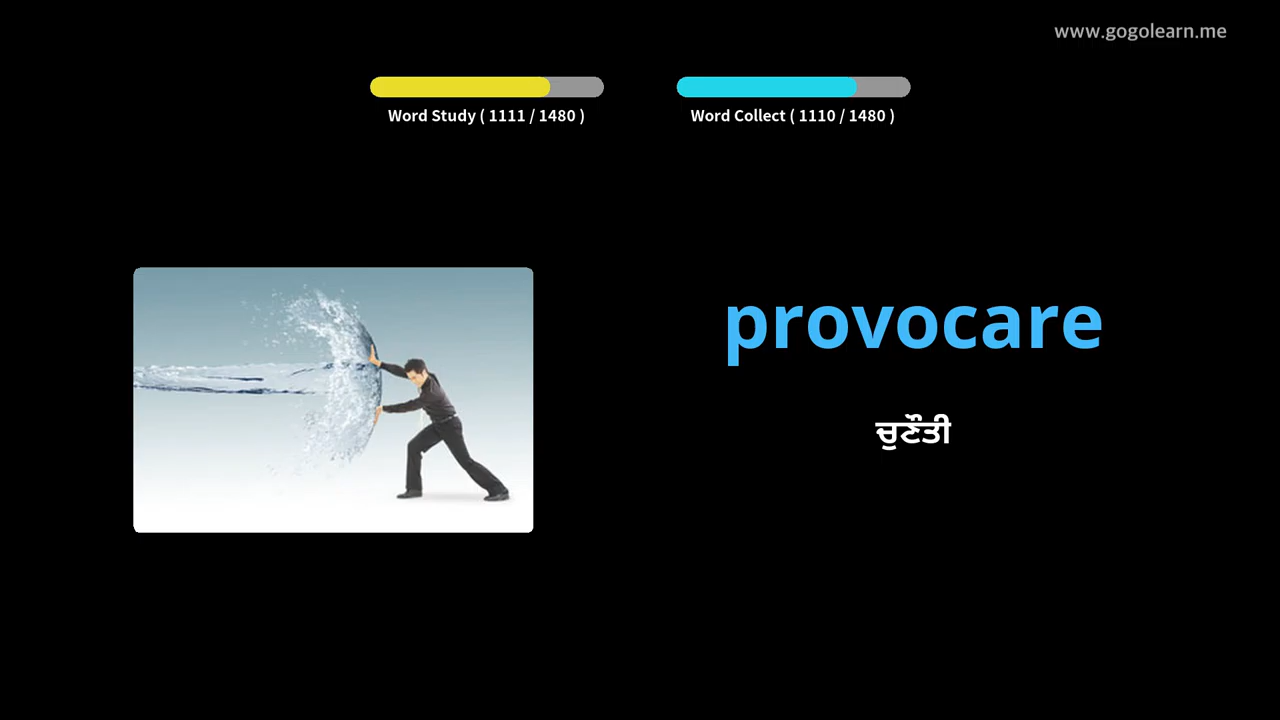 www.gogolearn.me
Word Study ( 1111 / 1480 )
Word Collect ( 1110 / 1480 )
provocare
ਚੁਣੌਤੀ